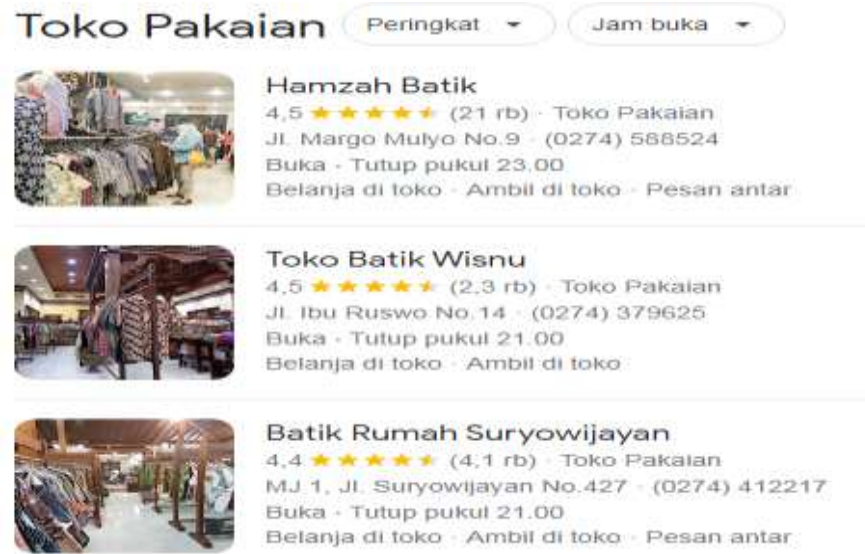 Toko Pakaian Peringkat Jam buka
Hamzah Batik
4,5 (21 rb) · Toko Pakaian
Jl. Margo Mulyo No.9 · (0274) 588524
Buka · Tutup pukul 23.00
Belanja di toko · Ambil di toko · Pesan antar
Toko Batik Wisnu
4,5 (2,3 rb) · Toko Pakaian
Jl. Ibu Ruswo No.14 · (0274) 379625
Buka · Tutup pukul 21.00
Belanja di toko · Ambil di toko
Batik Rumah Suryowijayan
4,4 (4,1 rb) · Toko Pakaian
MJ 1, Jl. Suryowijayan No.427 · (0274) 412217
Buka · Tutup pukul 21.00
Belanja di toko · Ambil di toko · Pesan antar